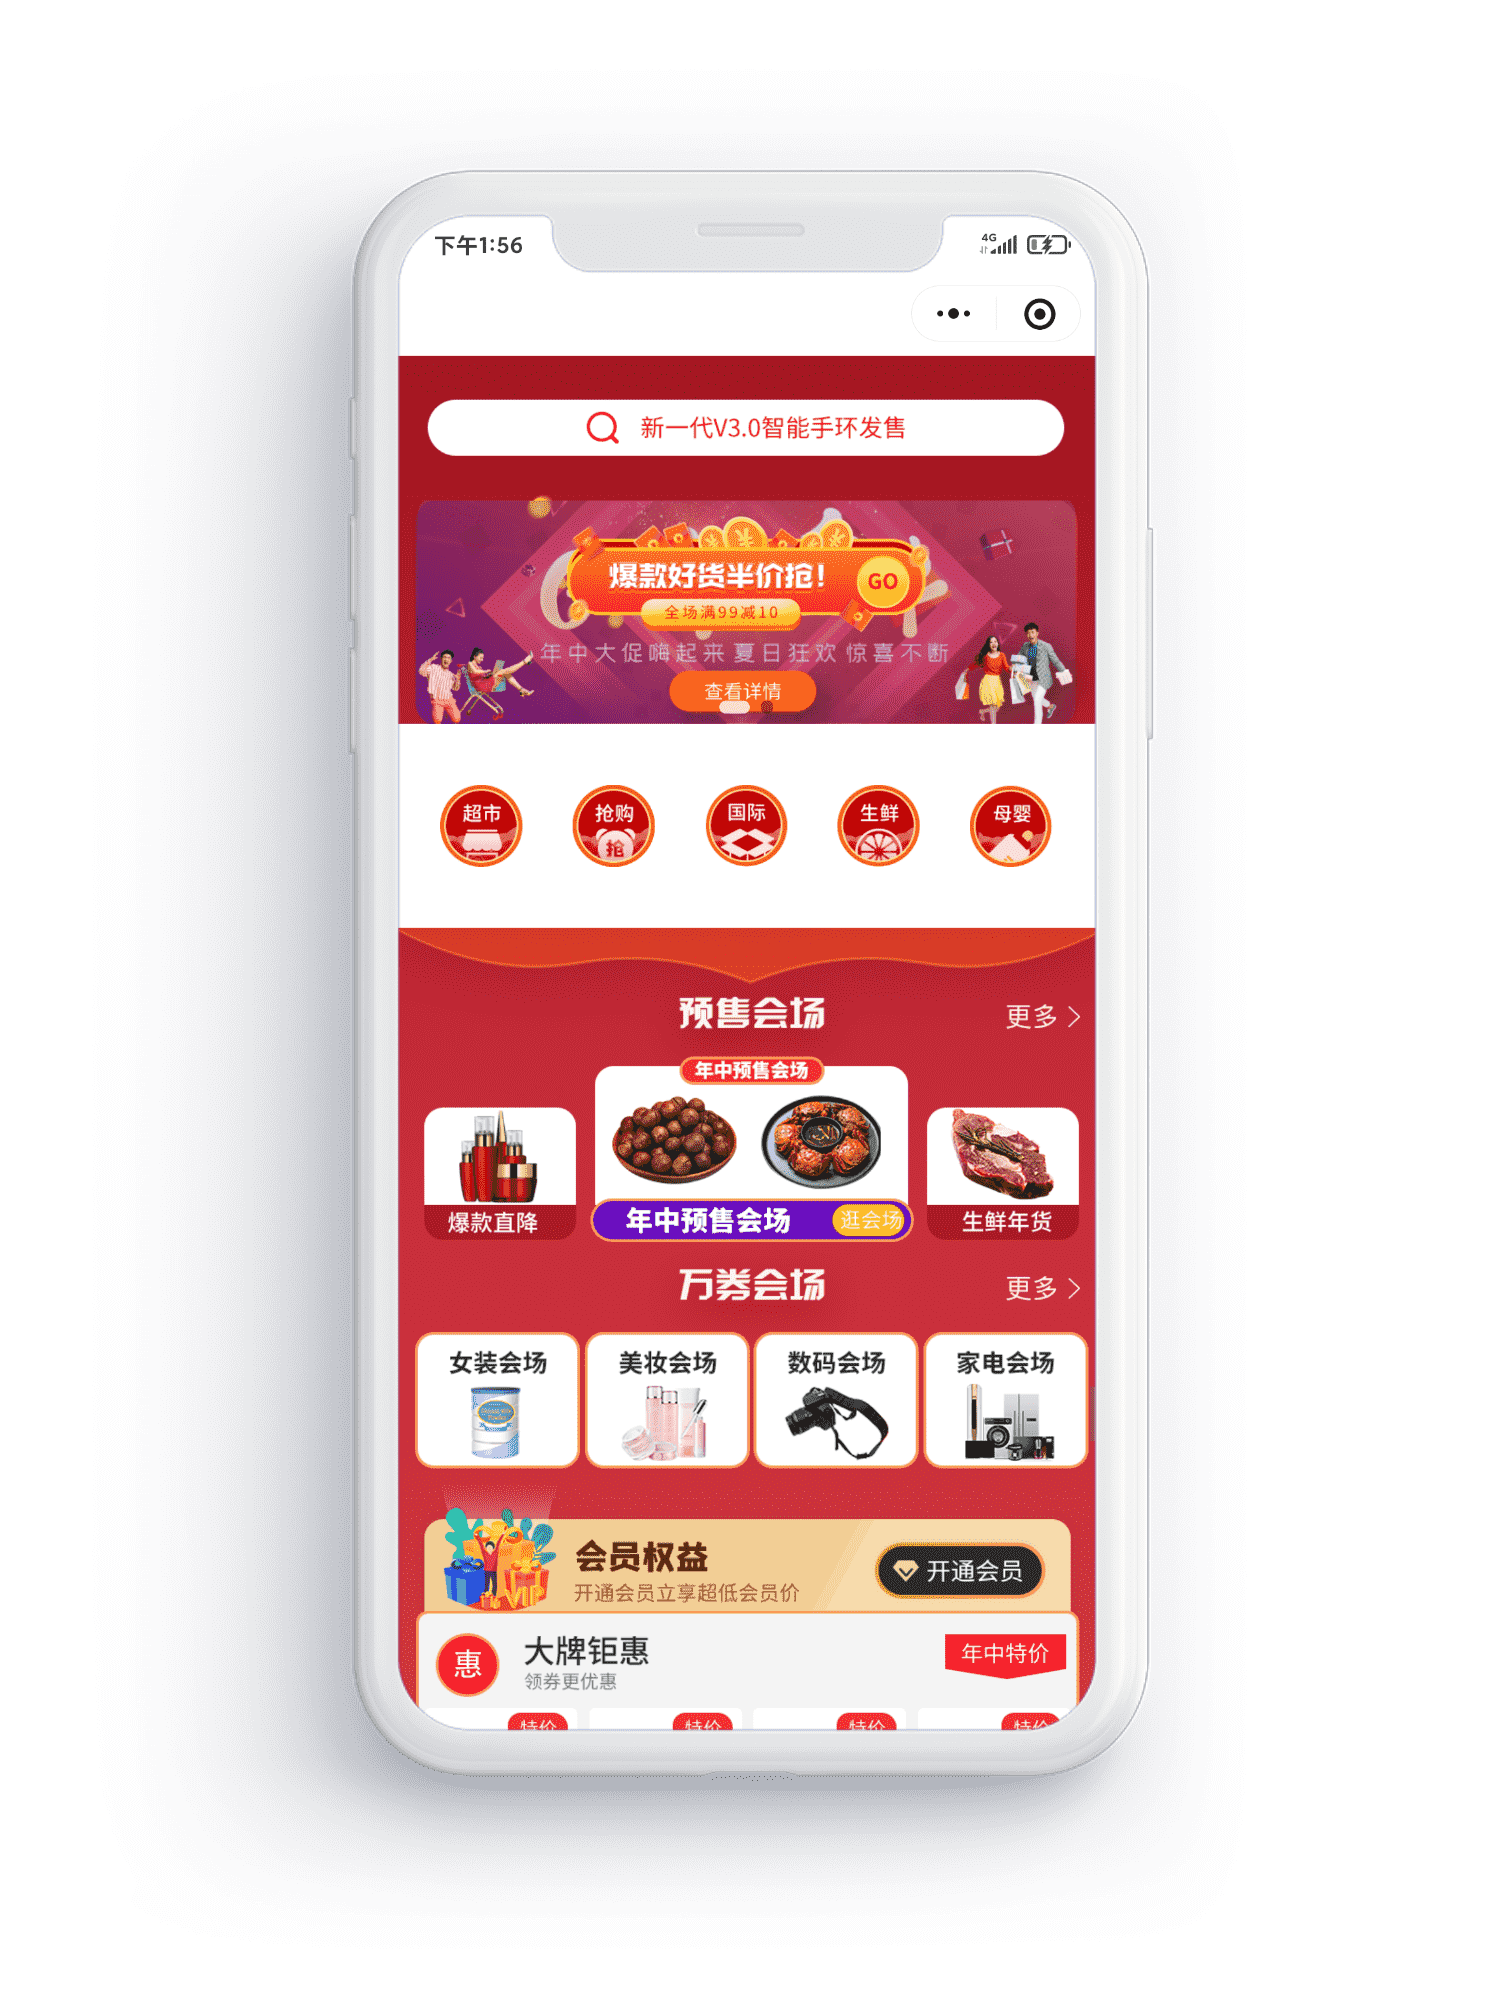 下午1:56
4G
新一代V3.0智能手环发售
爆款好货半价抢!
GO
全场满99减10
年中大促嗨起来 夏日狂欢 惊喜不断
查看详情
超市
抢购
抢
国际
生鲜
母婴
预售会场
更多
年中预售会场
爆款直降
年中预售会场
逛会场
生鲜年货
万券会场
更多
女装会场
美妆会场
数码会场
家电会场
会员权益
开通会员立享超低会员价
开通会员
VIP
惠
大牌钜惠
领券更优惠
年中特价
特价
特价
特价
特价